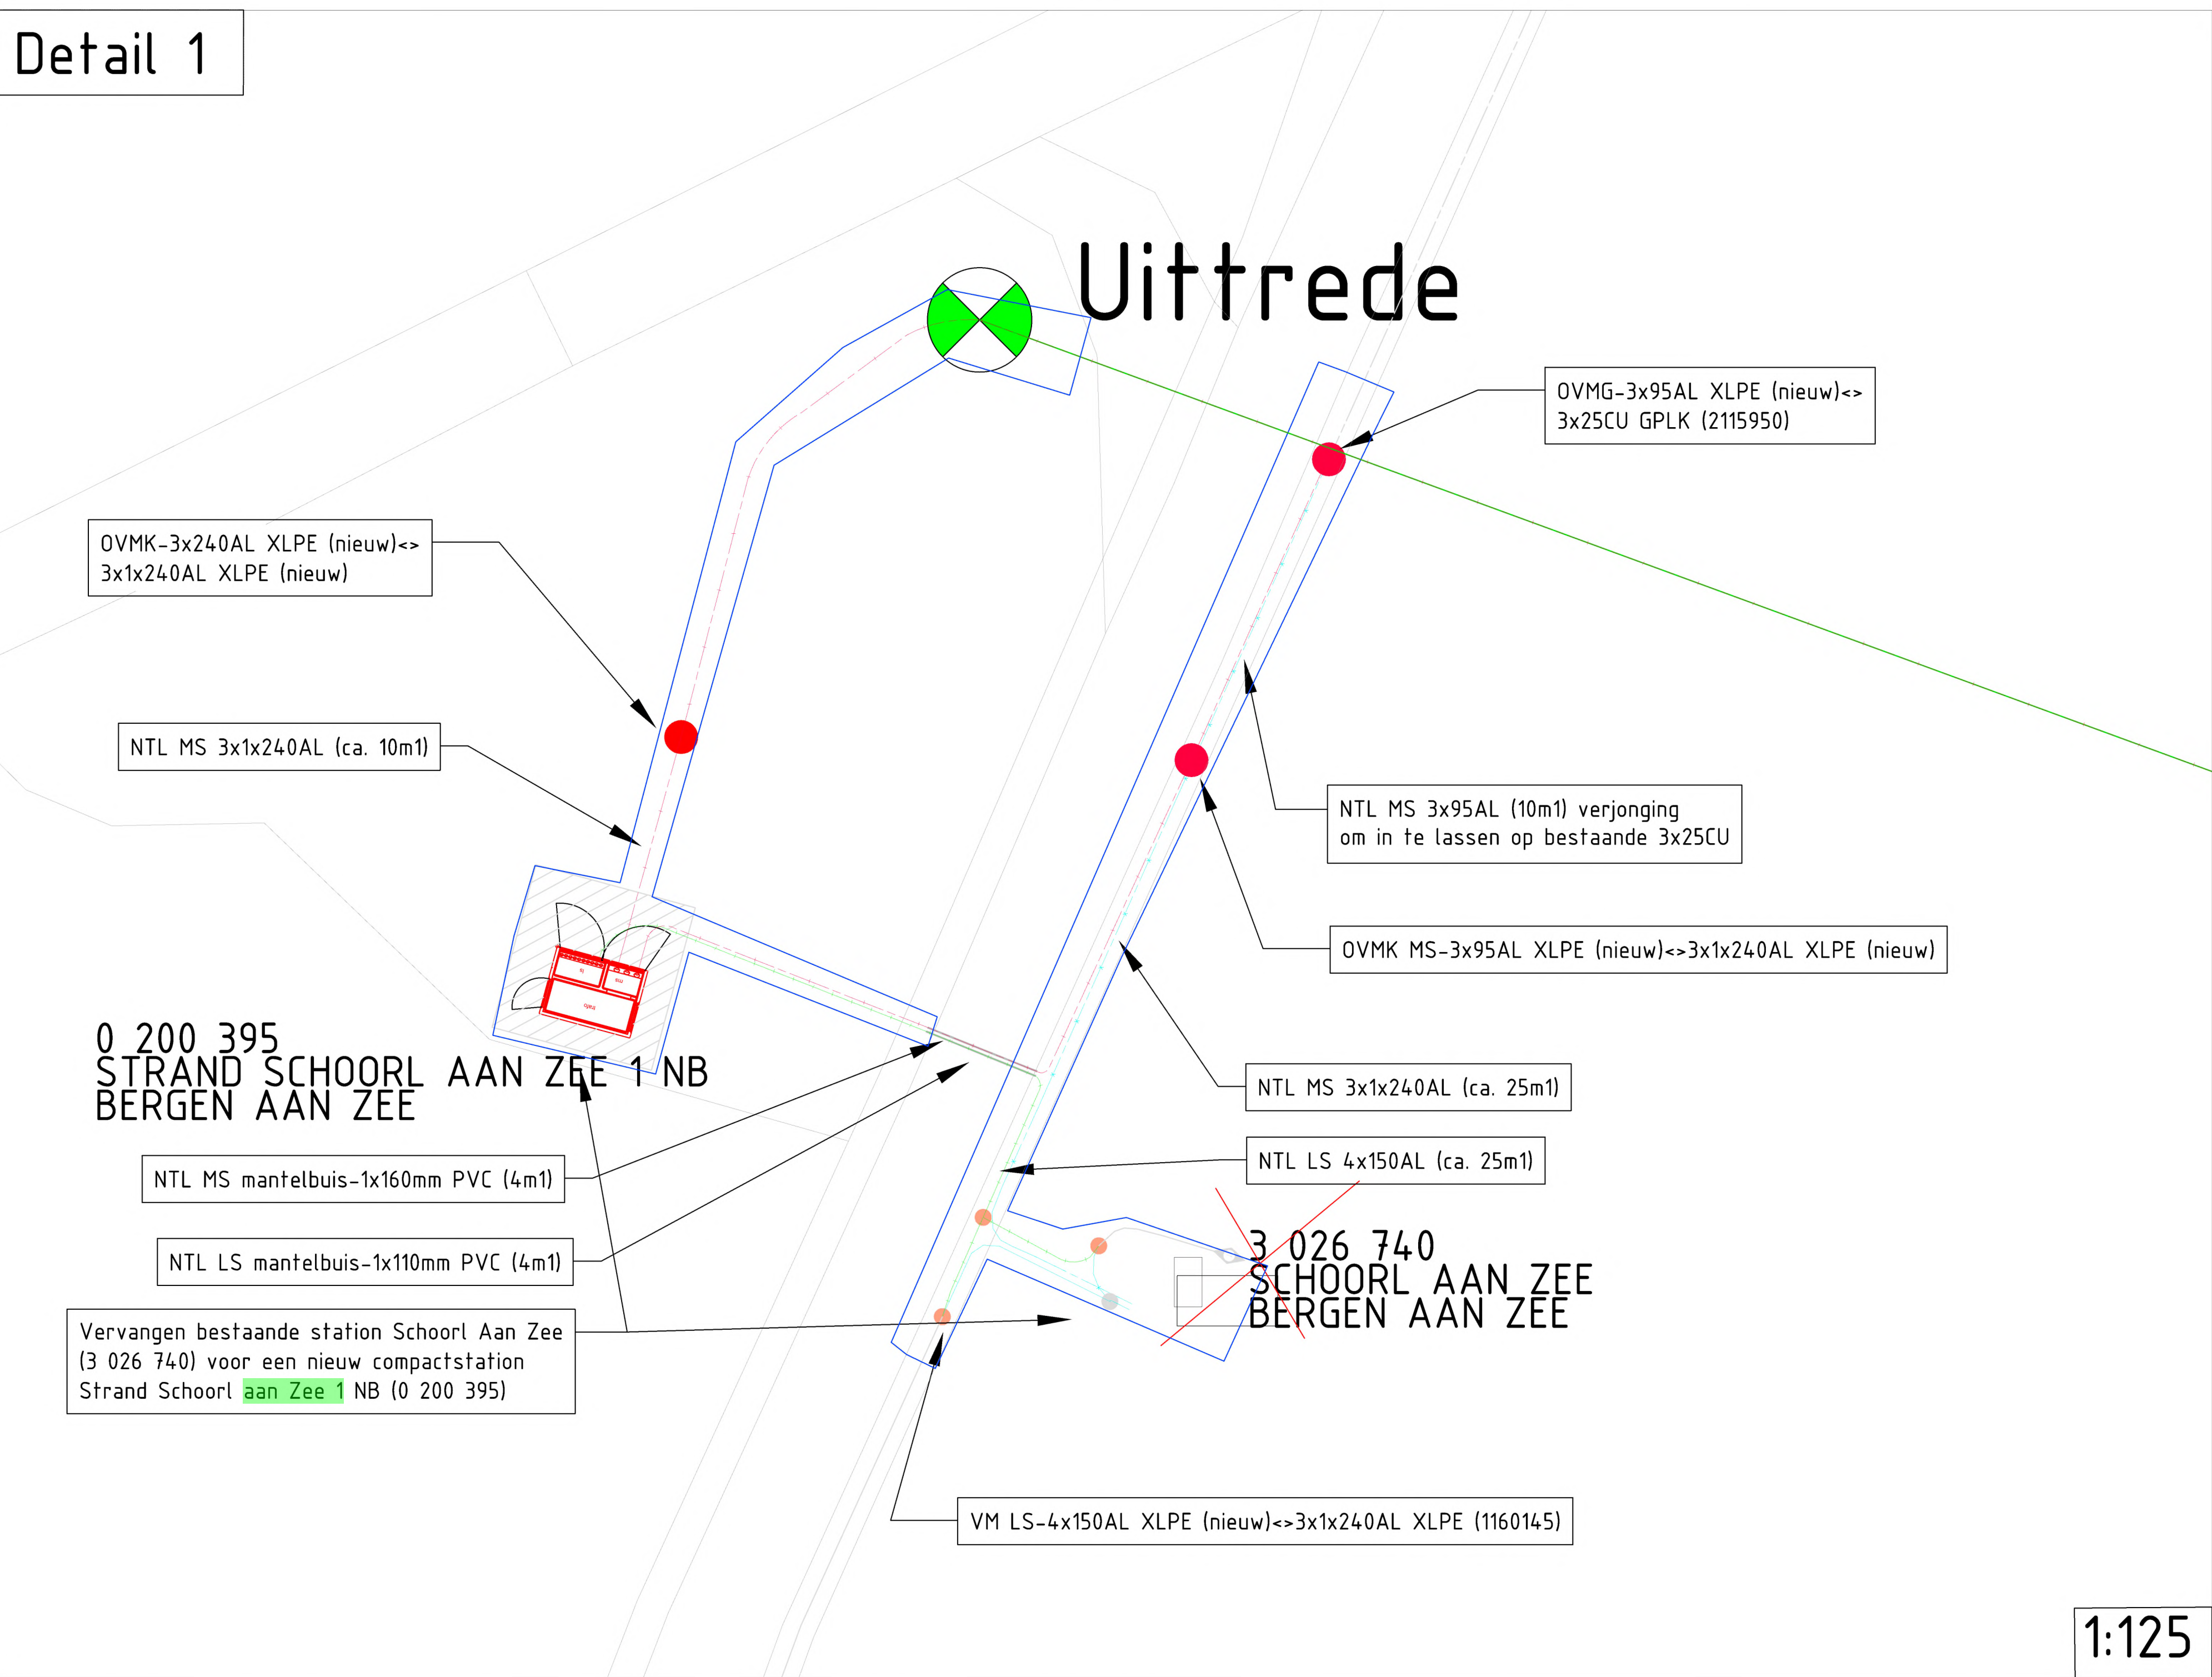 Detail 1
Uittrede
OVMG-3x95AL XLPE (nieuw)<>
3x25CU GPLK (2115950)
OVMK-3x240AL XLPE (nieuw)<>
3x1x240AL XLPE (nieuw)
NTL MS 3x1x240AL (ca. 10m1)
NTL MS 3x95AL (10m1) verjonging
om in te lassen op bestaande 3x25CU
OVMK MS-3x95AL XLPE (nieuw)<>3x1x240AL XLPE (nieuw)
ls
ms
trafo
0 200 395
STRAND SCHOORL AAN ZEE 1 NB
BERGEN AAN ZEE
NTL MS 3x1x240AL (ca. 25m1)
NTL LS 4x150AL (ca. 25m1)
NTL MS mantelbuis-1x160mm PVC (4m1)
NTL LS mantelbuis-1x110mm PVC (4m1)
3 026 740
SCHOORL AAN ZEE
BERGEN AAN ZEE
Vervangen bestaande station Schoorl Aan Zee
(3 026 740) voor een nieuw compactstation
Strand Schoorl aan Zee 1 NB (0 200 395)
VM LS-4x150AL XLPE (nieuw)<>3x1x240AL XLPE (1160145)
1:125